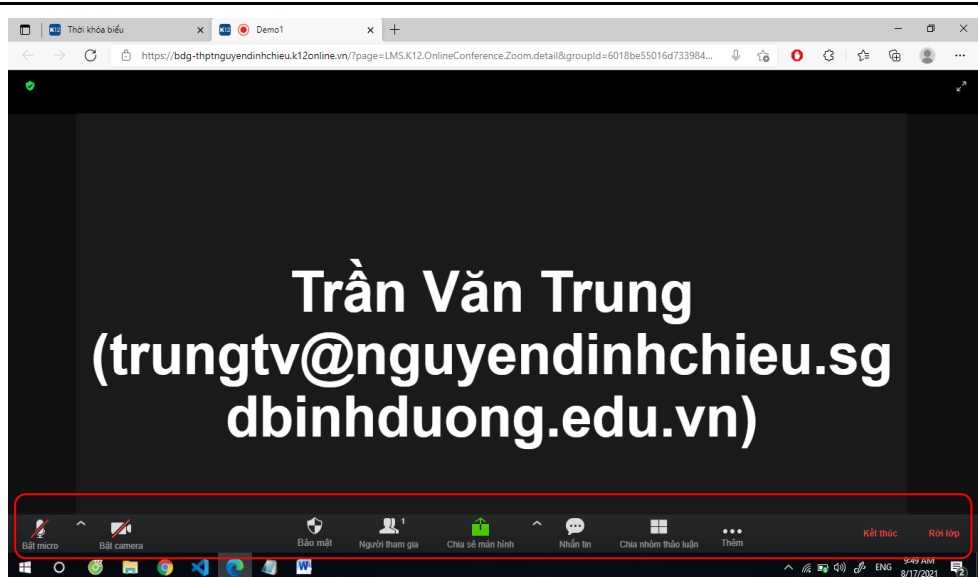 K12 Thời khóa biểu
K12 Demo1
https://bdg-thptnguyendinhchieu.k12online.vn/?page=LMS.K12.OnlineConference.Zoom.detail&groupId=6018be55016d733984...
Trần Văn Trung
(trungtv@nguyendinhchieu.sg
dbinhduong.edu.vn)
Bật micro
Bật camera
Bảo mật
Người tham gia
1
Chia sẻ màn hình
Nhắn tin
Chia nhóm thảo luận
Thêm
Kết thúc
Rời lớp
ENG
9:49 AM
8/17/2021
2